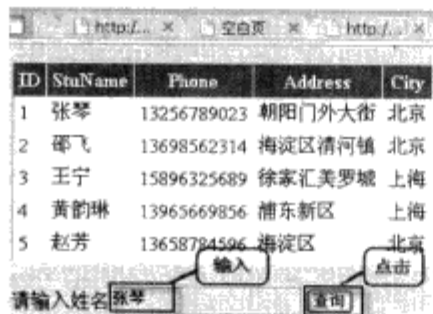 http:/... × 空白页 × http:/... ×
ID StuName Phone Address City
1 张琴 13256789023 朝阳门外大街 北京
2 邵飞 13698562314 海淀区清河镇 北京
3 王宁 15896325689 徐家汇美罗城 上海
4 黄韵琳 13965669856 浦东新区 上海
5 赵芳 13658784596 海淀区 北京
输入 点击
请输入姓名 张琴 查询